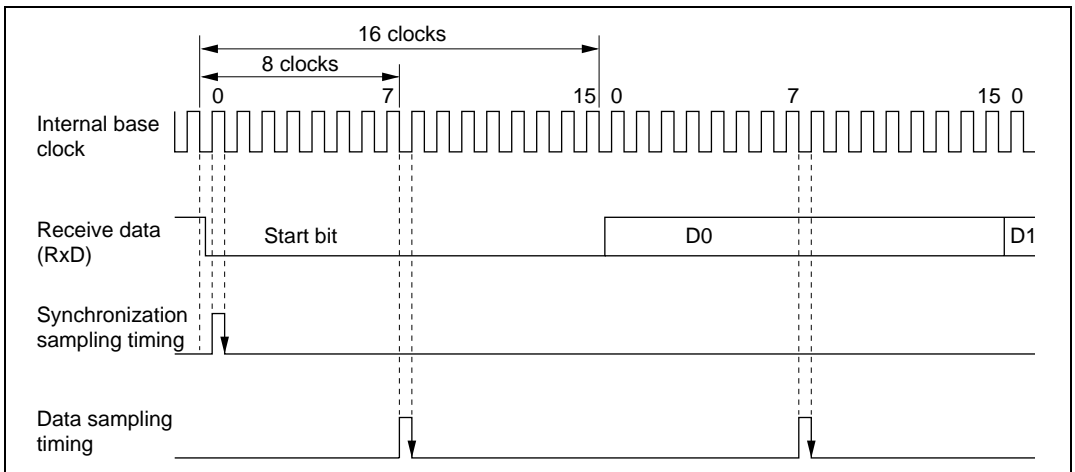 16 clocks
8 clocks
0 7 15 0 7 15 0
Internal base
clock
Receive data
(RxD)
Start bit D0 D1
Synchronization
sampling timing
Data sampling
timing